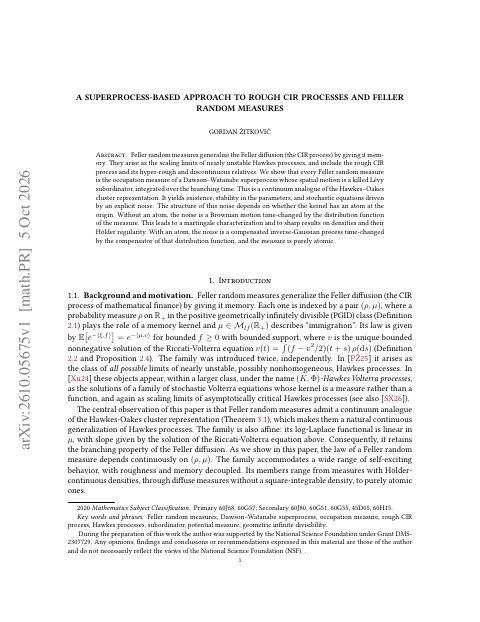 A SUPERPROCESS-BASED APPROACH TO ROUGH CIR PROCESSES AND FELLER
RANDOM MEASURES
GORDAN ŽITKOVIĆ
ABSTRACT. Feller random measures generalize the Feller diffusion (the CIR process) by giving it mem-
ory. They arise as the scaling limits of nearly unstable Hawkes processes, and include the rough CIR
process and its hyper-rough and discontinuous relatives. We show that every Feller random measure
is the occupation measure of a Dawson–Watanabe superprocess whose spatial motion is a killed Lévy
subordinator, integrated over the branching time. This is a continuous analogue of the Hawkes–Oakes
cluster representation. It yields existence, stability in the parameters, and stochastic equations driven
by an explicit noise. The structure of this noise depends on whether the kernel has an atom at the
origin. Without an atom, the noise is a Brownian motion time-changed by the distribution function
of the measure. This leads to a martingale characterization and to sharp results on densities and their
Hölder regularity. With an atom, the noise is a compensated inverse-Gaussian process time-changed
by the compensator of that distribution function, and the measure is purely atomic.
1. INTRODUCTION
1.1. Background and motivation. Feller random measures generalize the Feller diffusion (the CIR
process of mathematical finance) by giving it memory. Each one is indexed by a pair (ρ, μ), where a
probability measure ρ on ℝ₊ in the positive geometrically infinitely divisible (PGID) class (Definition
2.1) plays the role of a memory kernel and μ ∈ M_lf(ℝ₊) describes "immigration". Its law is given
by 𝔼[e^{−⟨ξ,f⟩}] = e^{−⟨μ,v⟩} for bounded f ≥ 0 with bounded support, where v is the unique bounded
nonnegative solution of the Riccati-Volterra equation v(t) = ∫(f − v²/2)(t + s) ρ(ds) (Definition
2.2 and Proposition 2.4). The family was introduced twice, independently. In [PŽ25] it arises as
the class of all possible limits of nearly unstable, possibly nonhomogeneous, Hawkes processes. In
[Xu24] these objects appear, within a larger class, under the name (K, Φ)-Hawkes Volterra processes,
as the solutions of a family of stochastic Volterra equations whose kernel is a measure rather than a
function, and again as scaling limits of asymptotically critical Hawkes processes (see also [SX26]).
The central observation of this paper is that Feller random measures admit a continuous analogue
of the Hawkes-Oakes cluster representation (Theorem 3.1), which makes them a natural continuous
generalization of Hawkes processes. The family is also affine: its log-Laplace functional is linear in
μ, with slope given by the solution of the Riccati-Volterra equation above. Consequently, it retains
the branching property of the Feller diffusion. As we show in this paper, the law of a Feller random
measure depends continuously on (ρ, μ). The family accommodates a wide range of self-exciting
behavior, with roughness and memory decoupled. Its members range from measures with Hölder-
continuous densities, through diffuse measures without a square-integrable density, to purely atomic
ones.
2020 Mathematics Subject Classification. Primary 60J68, 60G57; Secondary 60J80, 60G51, 60G55, 45D05, 60H15.
Key words and phrases. Feller random measures, Dawson–Watanabe superprocess, occupation measure, rough CIR
process, Hawkes processes, subordinator, potential measure, geometric infinite divisibility.
During the preparation of this work the author was supported by the National Science Foundation under Grant DMS-
2307729. Any opinions, findings and conclusions or recommendations expressed in this material are those of the author
and do not necessarily reflect the views of the National Science Foundation (NSF). .
1
arXiv:2610.05675v1 [math.PR] 5 Oct 2026